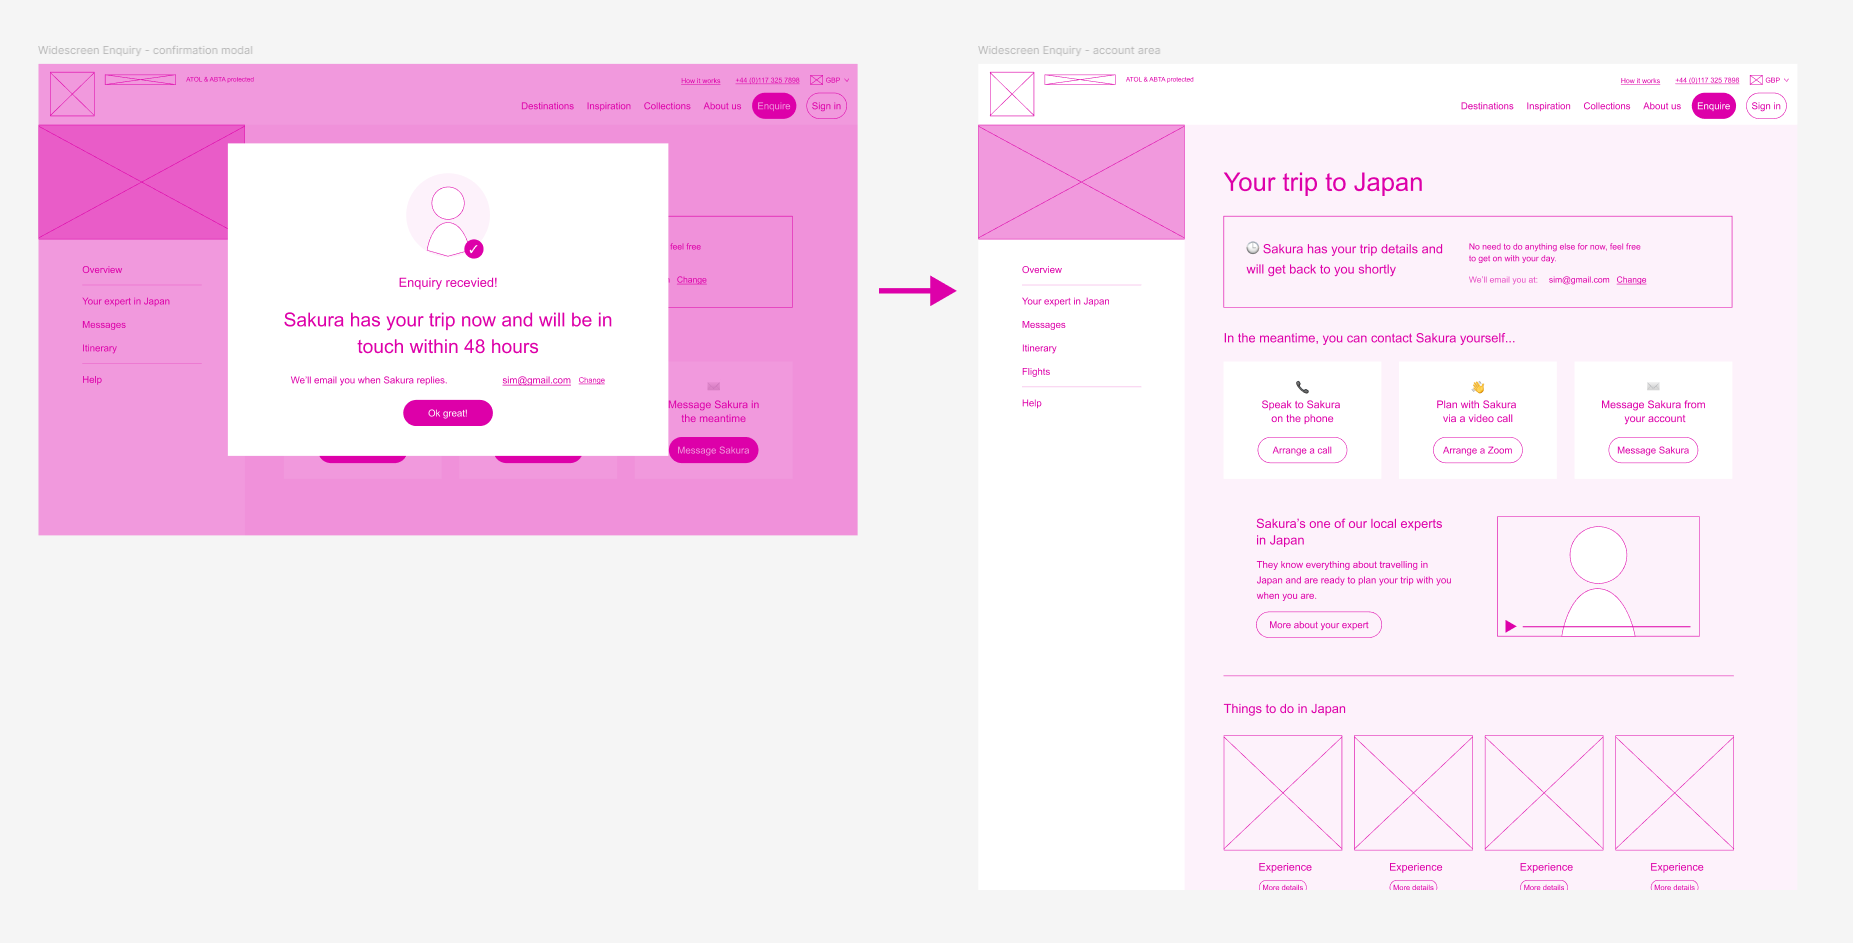 Widescreen Enquiry - confirmation modal
ATOL & ABTA protected
How it works
+44 (0)117 325 7898
GBP
Destinations
Inspiration
Collections
About us
Enquire
Sign in
Overview
Your expert in Japan
Messages
Itinerary
Help
Enquiry recevied!
Sakura has your trip now and will be in
touch within 48 hours
We'll email you when Sakura replies.
sim@gmail.com
Change
Ok great!
feel free
Change
Message Sakura in
the meantime
Message Sakura
Widescreen Enquiry - account area
ATOL & ABTA protected
How it works
+44 (0)117 325 7898
GBP
Destinations
Inspiration
Collections
About us
Enquire
Sign in
Overview
Your expert in Japan
Messages
Itinerary
Flights
Help
Your trip to Japan
Sakura has your trip details and
will get back to you shortly
No need to do anything else for now, feel free
to get on with your day.
We'll email you at:
sim@gmail.com
Change
In the meantime, you can contact Sakura yourself...
Speak to Sakura
on the phone
Arrange a call
Plan with Sakura
via a video call
Arrange a Zoom
Message Sakura from
your account
Message Sakura
Sakura's one of our local experts
in Japan
They know everything about travelling in
Japan and are ready to plan your trip with you
when you are.
More about your expert
Things to do in Japan
Experience
More details
Experience
More details
Experience
More details
Experience
More details